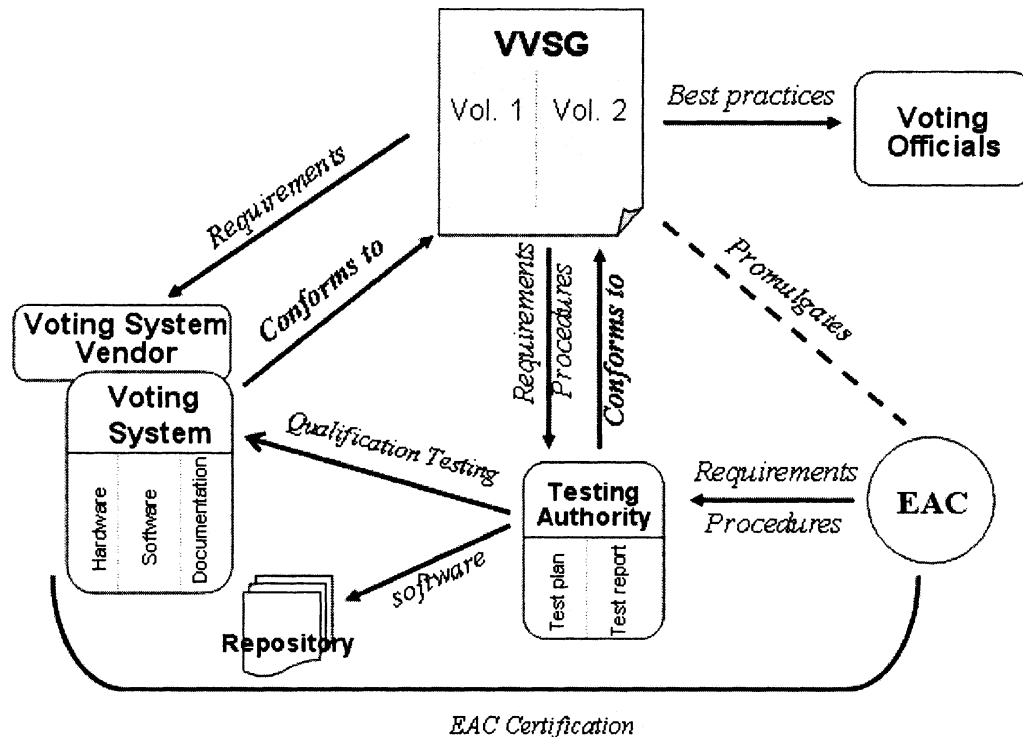 VVSG
Vol. 1
Vol. 2
Best practices
Voting
Officials
Requirements
Conforms to
Requirements
Procedures
Conforms to
Promulgates
Voting System
Vendor
Voting
System
Hardware
Software
Documentation
Qualification Testing
Testing
Authority
Test plan
Test report
Requirements
Procedures
EAC
software
Repository
EAC Certification